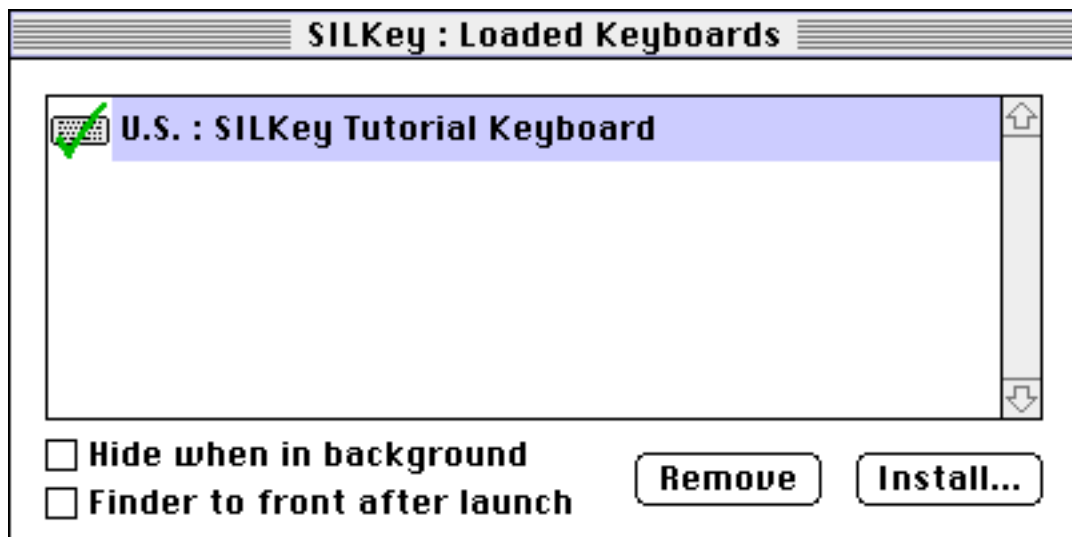 SILKey : Loaded Keyboards
U.S. : SILKey Tutorial Keyboard
Hide when in background
Finder to front after launch
Remove
Install...